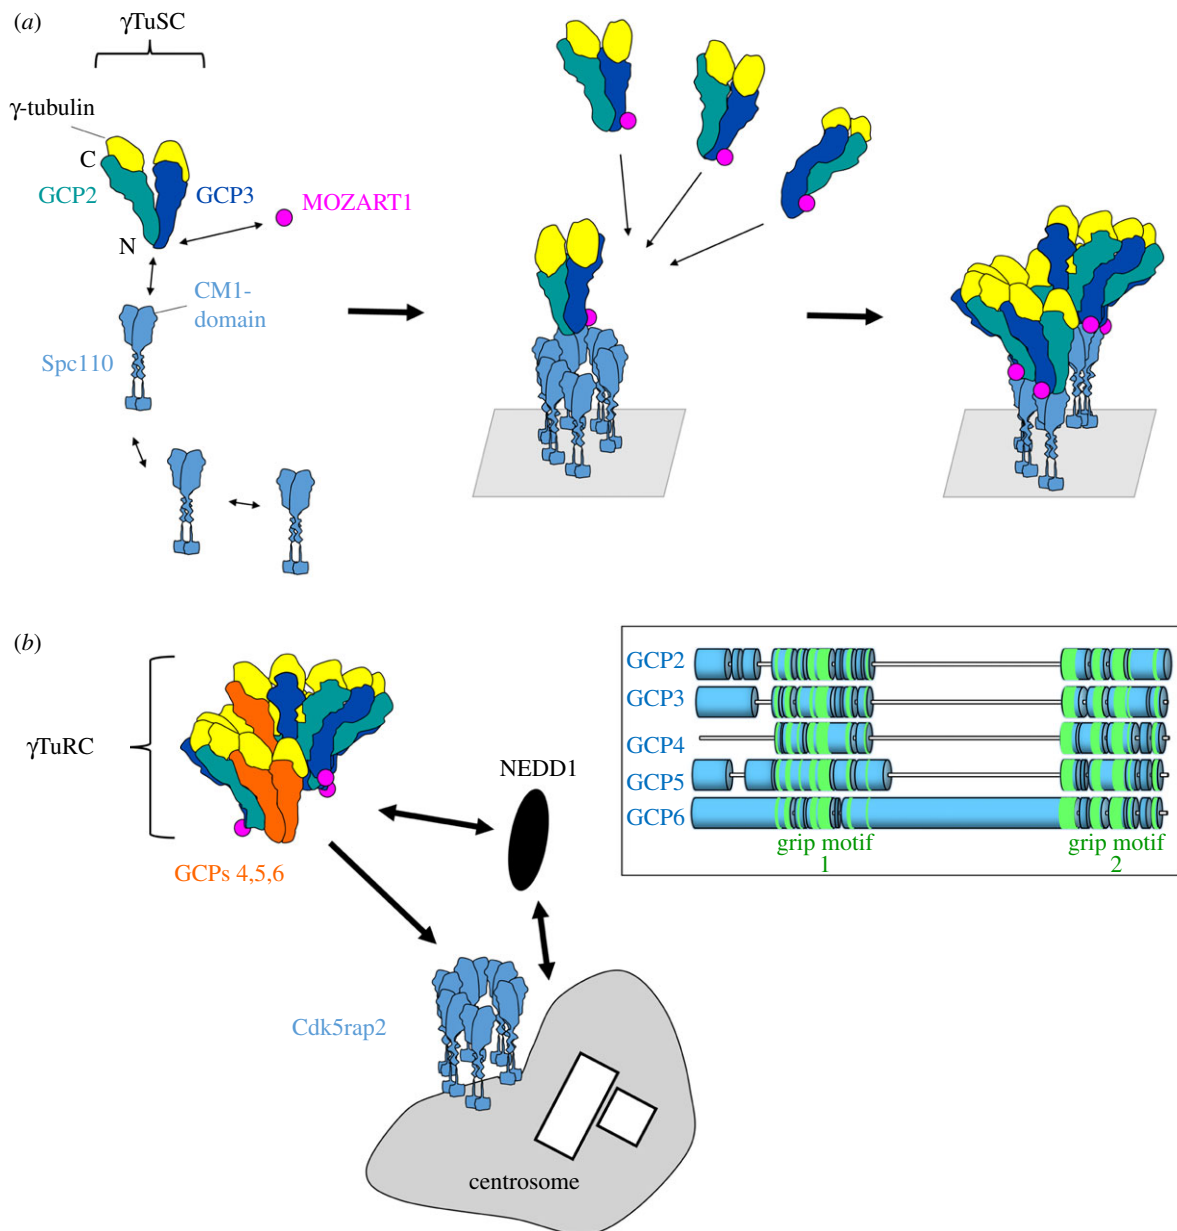 (a)
γTuSC
γ-tubulin
C
GCP2
GCP3
MOZART1
N
CM1-
domain
Spc110
(b)
γTuRC
GCPs 4,5,6
NEDD1
Cdk5rap2
centrosome
GCP2
GCP3
GCP4
GCP5
GCP6
grip motif
1
grip motif
2